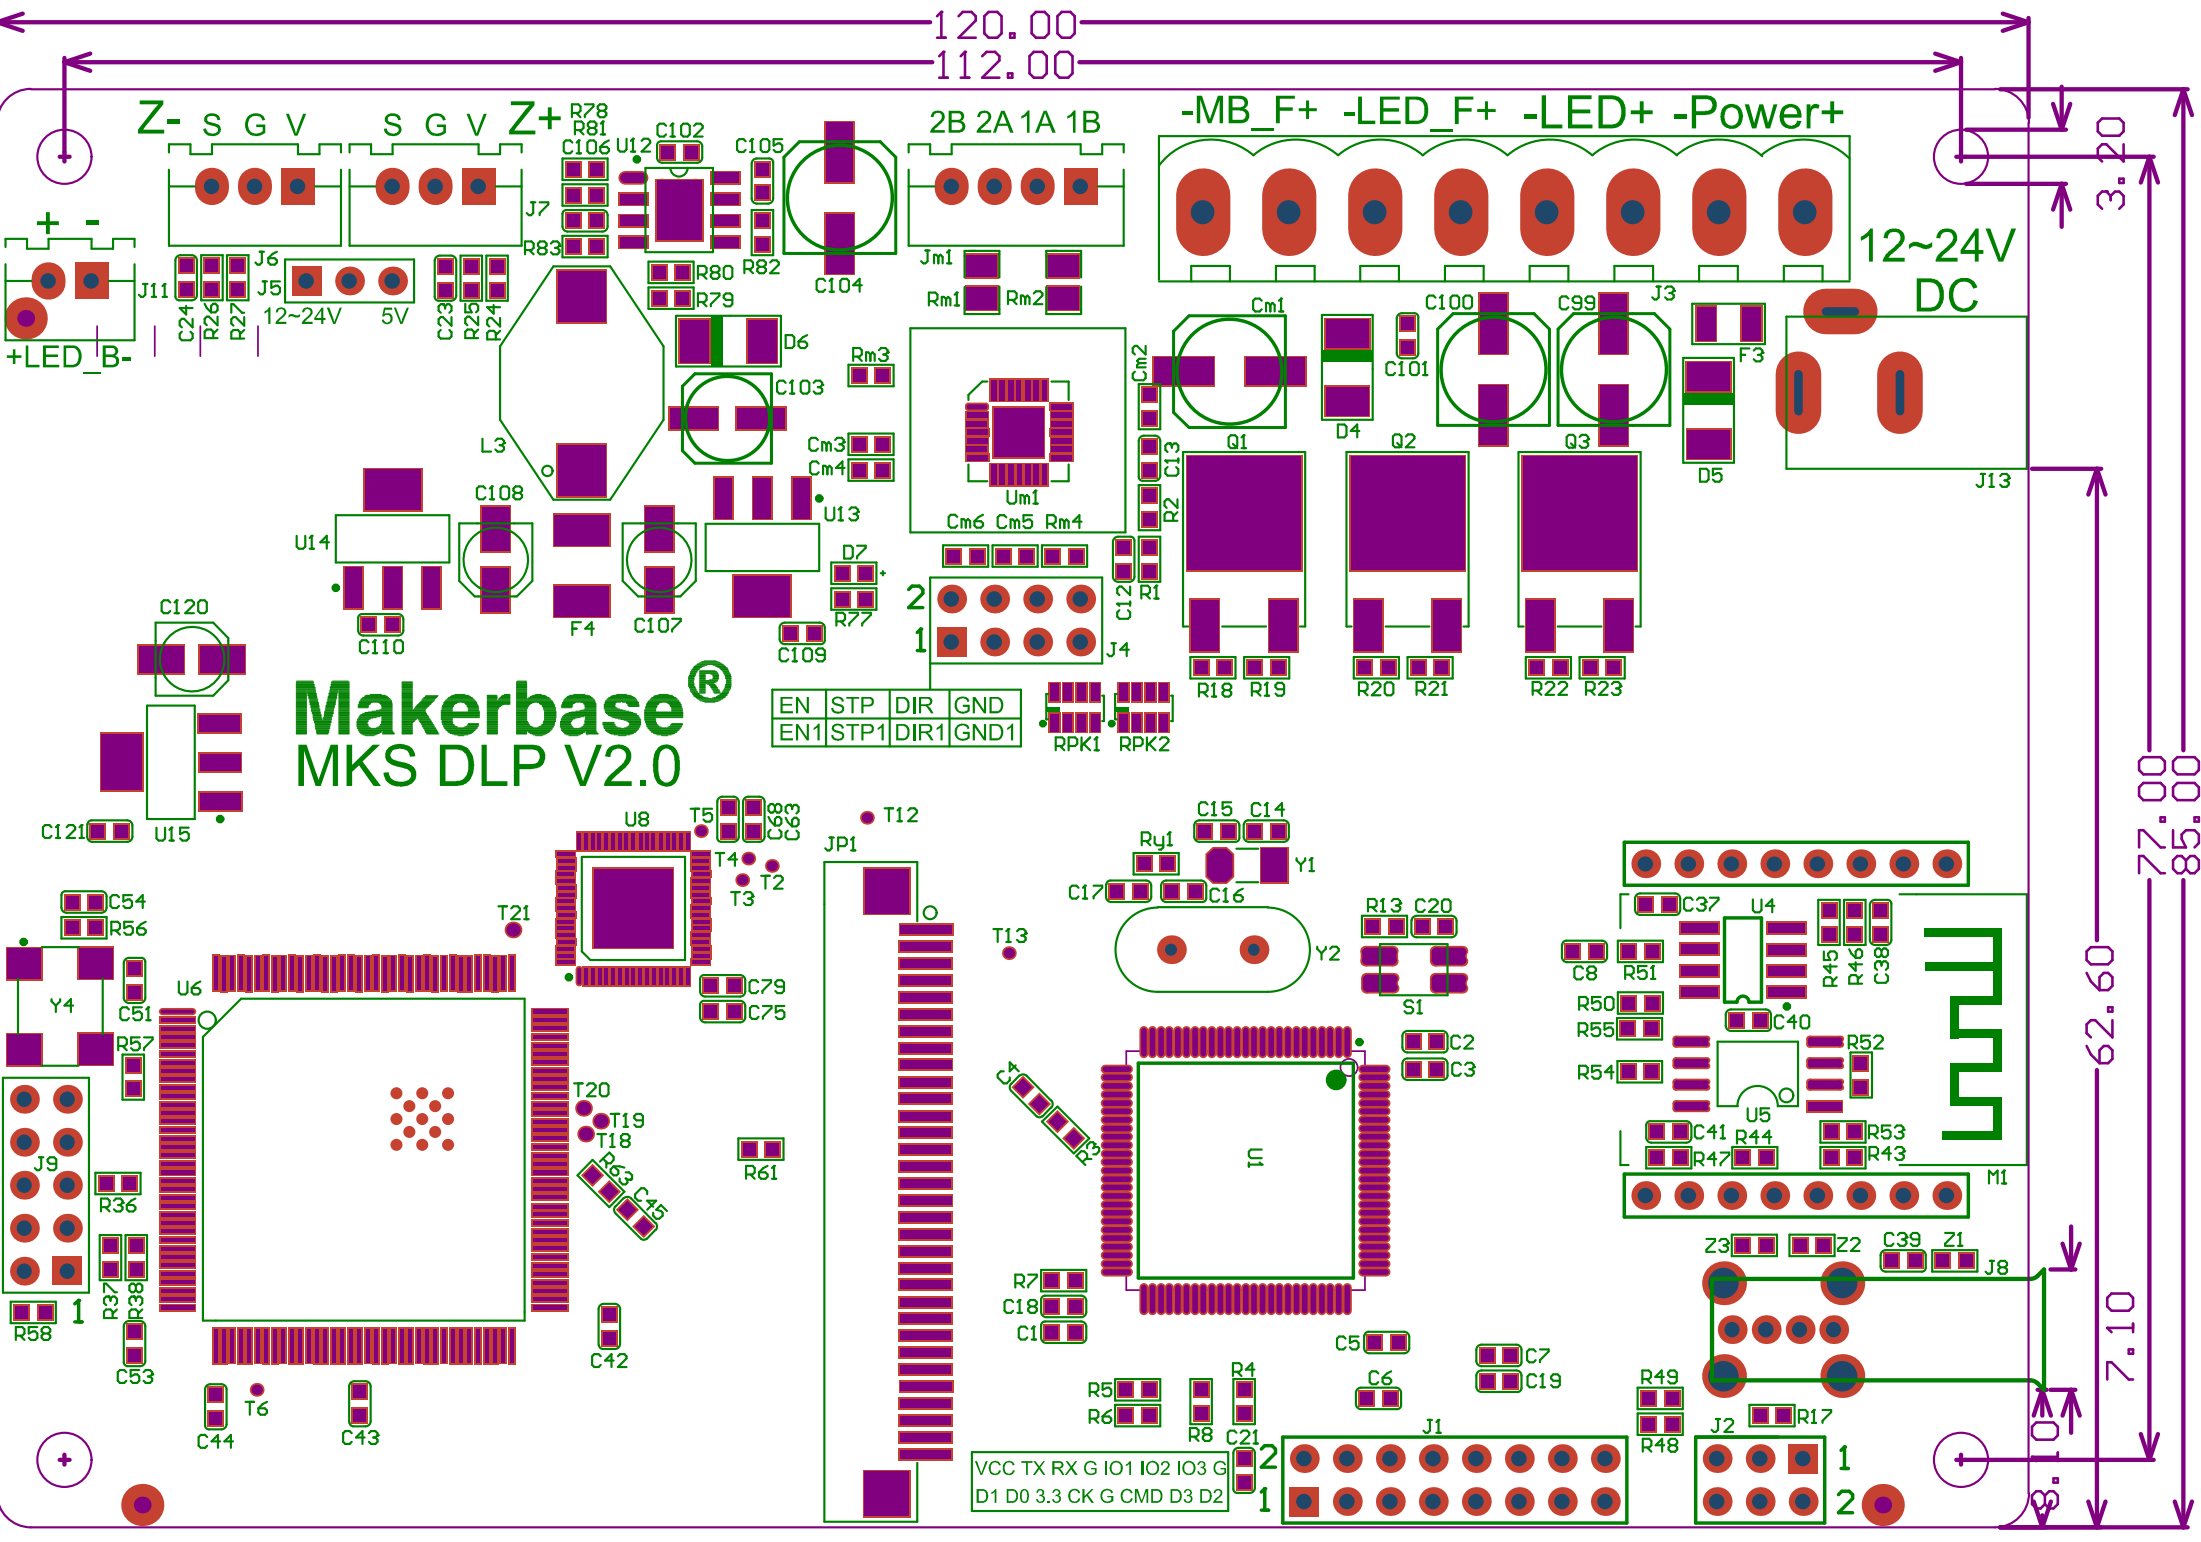 120.00
112.00
Z- S G V S G V Z+
R78
R81
C106
U12
C102
C105
2B 2A 1A 1B
-MB_F+ -LED_F+ -LED+ -Power+
3.20
+ -
J7
R83
R80
R79
R82
C104
Jm1
Rm1
Rm2
12~24V
DC
J11
J6
J5
12~24V 5V
C24
R26
R27
C23
R25
R24
+LED_B-
D6
C103
Rm3
Cm3
Cm4
Cm2
Cm1
C100
C99
J3
C101
F3
D4
D5
J13
L3
Q1
Q2
Q3
C13
R2
Um1
Cm6 Cm5 Rm4
C108
U14
U13
D7
R77
C12
R1
C120
C110
F4
C107
C109
2
1
J4
R18 R19 R20 R21 R22 R23
Makerbase®
MKS DLP V2.0
EN STP DIR GND
EN1 STP1 DIR1 GND1
RPK1 RPK2
77.00
85.00
62.60
C121
U15
U8
T5
C68
C63
T4
T3
T2
T12
JP1
C15 C14
Ry1
Y1
C17
C16
C54
R56
T21
T13
Y2
R13 C20
S1
C37
U4
C8
R51
R45
R46
C38
Y4
C51
U6
C79
C75
R50
R55
C40
R57
C2
C3
R54
R52
U5
T20
T19
T18
C4
R3
U1
R61
C41
R44
R47
R53
R43
M1
J9
R36
R63
C45
R37
R38
R58
1
C53
C42
R7
C18
C1
Z3
Z2
C39 Z1
J8
7.10
C5
C7
C19
C6
R5
R6
R4
R8
C21
R49
R48
R17
C44
T6
C43
J1
J2
8.10
VCC TX RX G IO1 IO2 IO3 G
D1 D0 3.3 CK G CMD D3 D2
2
1
1
2